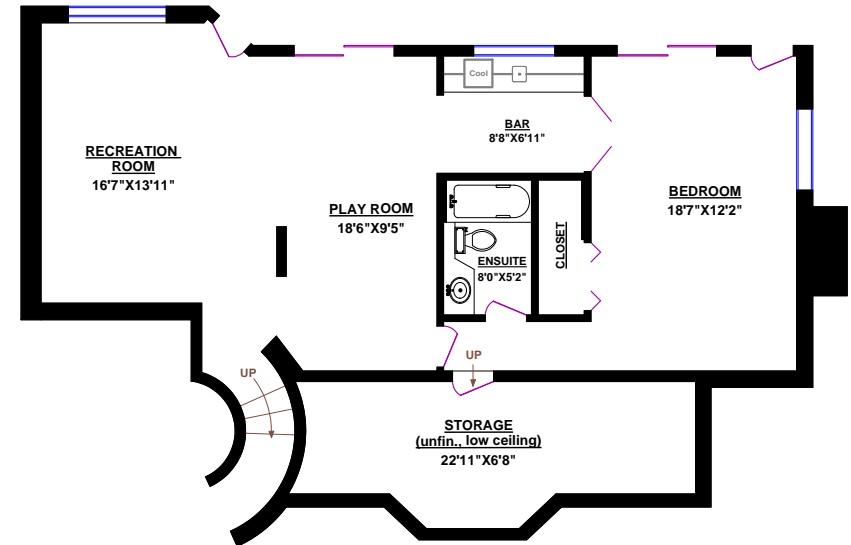 Cool
BAR
8'8"X6'11"
RECREATION
ROOM
16'7"X13'11"
BEDROOM
18'7"X12'2"
PLAY ROOM
18'6"X9'5"
CLOSET
ENSUITE
8'0"X5'2"
UP
UP
STORAGE
(unfin., low ceiling)
22'11"X6'8"